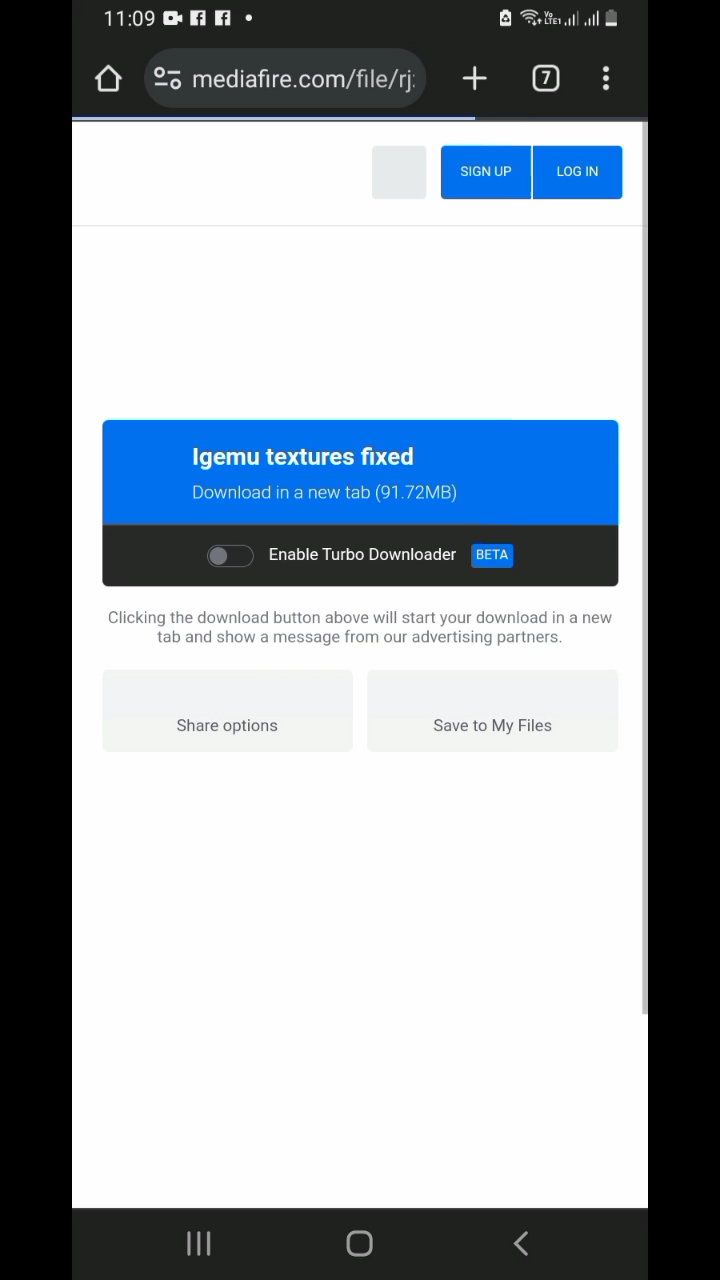 11:09
Vo
LTE1
mediafire.com/file/rj
7
SIGN UP
LOG IN
Igemu textures fixed
Download in a new tab (91.72MB)
Enable Turbo Downloader BETA
Clicking the download button above will start your download in a new
tab and show a message from our advertising partners.
Share options
Save to My Files